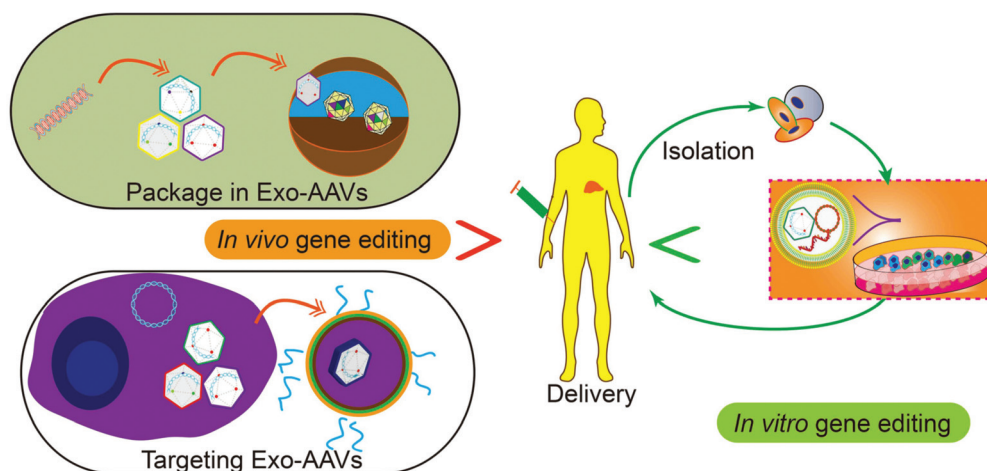 Package in Exo-AAVs
In vivo gene editing
Targeting Exo-AAVs
Isolation
Delivery
In vitro gene editing